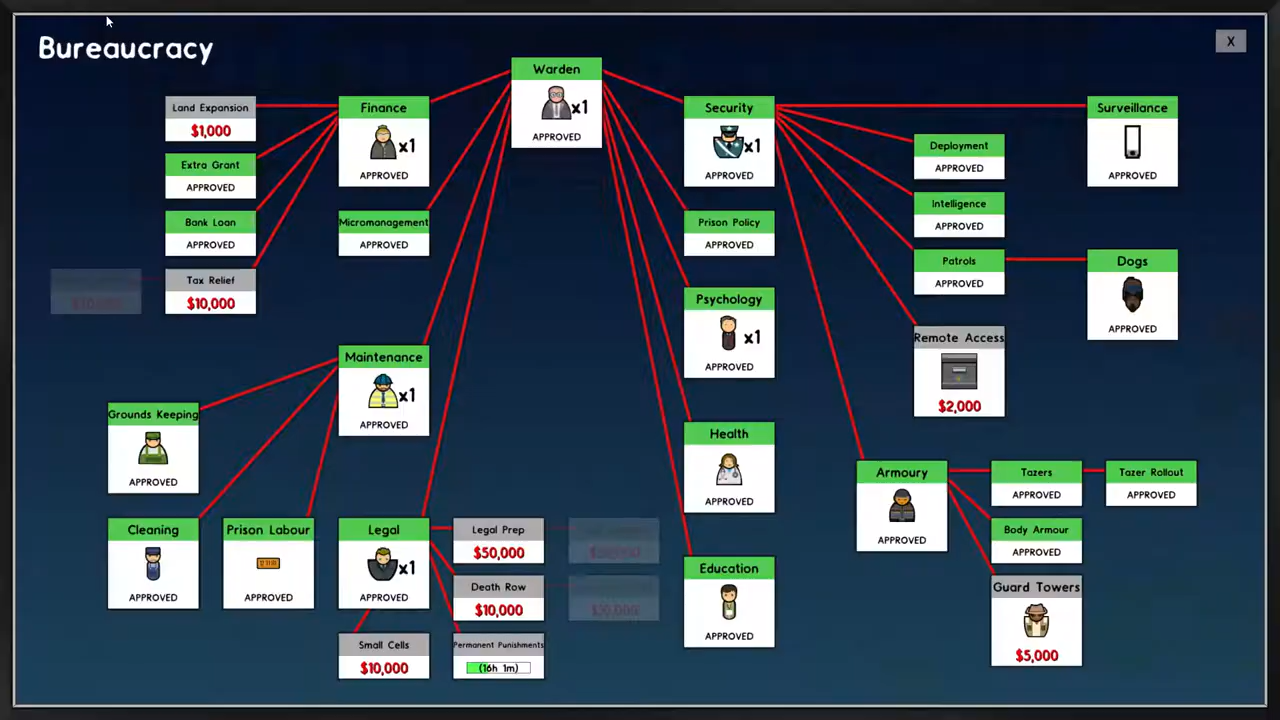 Bureaucracy
X
Warden
x1
APPROVED
Land Expansion
$1,000
Finance
x1
APPROVED
Extra Grant
APPROVED
Bank Loan
APPROVED
Micromanagement
APPROVED
Tax Relief
$10,000
Maintenance
x1
APPROVED
Grounds Keeping
APPROVED
Cleaning
APPROVED
Prison Labour
APPROVED
Legal
x1
APPROVED
Legal Prep
$50,000
Death Row
$10,000
Small Cells
$10,000
Permanent Punishments
(16h 1m)
Security
x1
APPROVED
Prison Policy
APPROVED
Psychology
x1
APPROVED
Health
APPROVED
Education
APPROVED
Surveillance
APPROVED
Deployment
APPROVED
Intelligence
APPROVED
Patrols
APPROVED
Dogs
APPROVED
Remote Access
$2,000
Armoury
APPROVED
Tazers
APPROVED
Tazer Rollout
APPROVED
Body Armour
APPROVED
Guard Towers
$5,000